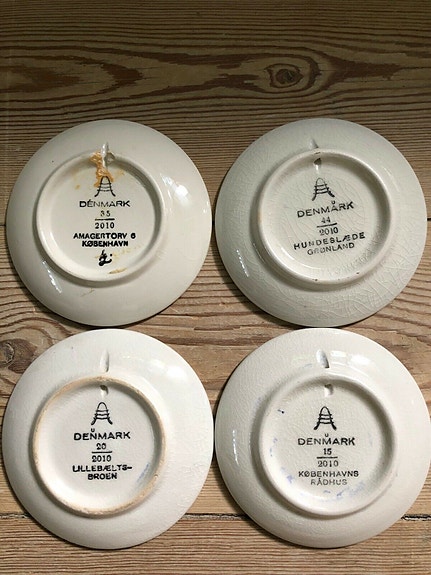 DENMARK
35
2010
AMAGERTORV 6
KØBENHAVN
DENMARK
44
2010
HUNDESLÆDE
GRØNLAND
DENMARK
20
2010
LILLEBÆLTS-
BROEN
DENMARK
15
2010
KØBENHAVNS
RÅDHUS